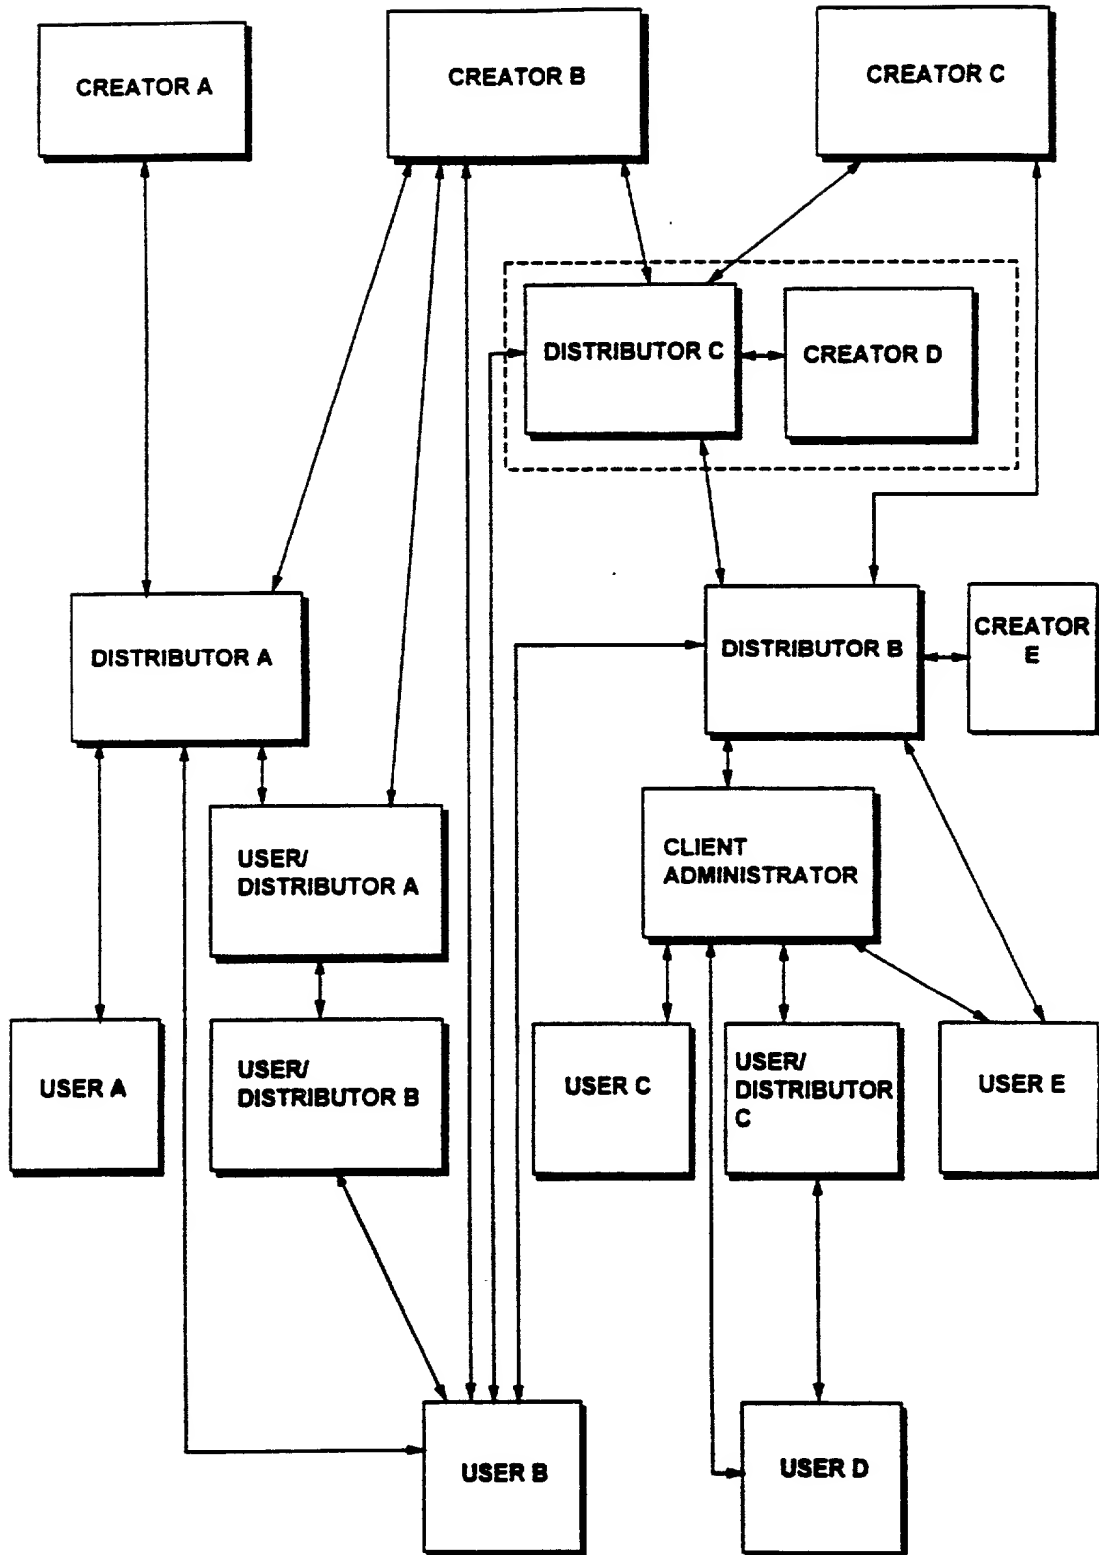 CREATOR A
CREATOR B
CREATOR C
DISTRIBUTOR C
CREATOR D
DISTRIBUTOR A
DISTRIBUTOR B
CREATOR
E
USER/
DISTRIBUTOR A
CLIENT
ADMINISTRATOR
USER A
USER/
DISTRIBUTOR B
USER C
USER/
DISTRIBUTOR
C
USER E
USER B
USER D